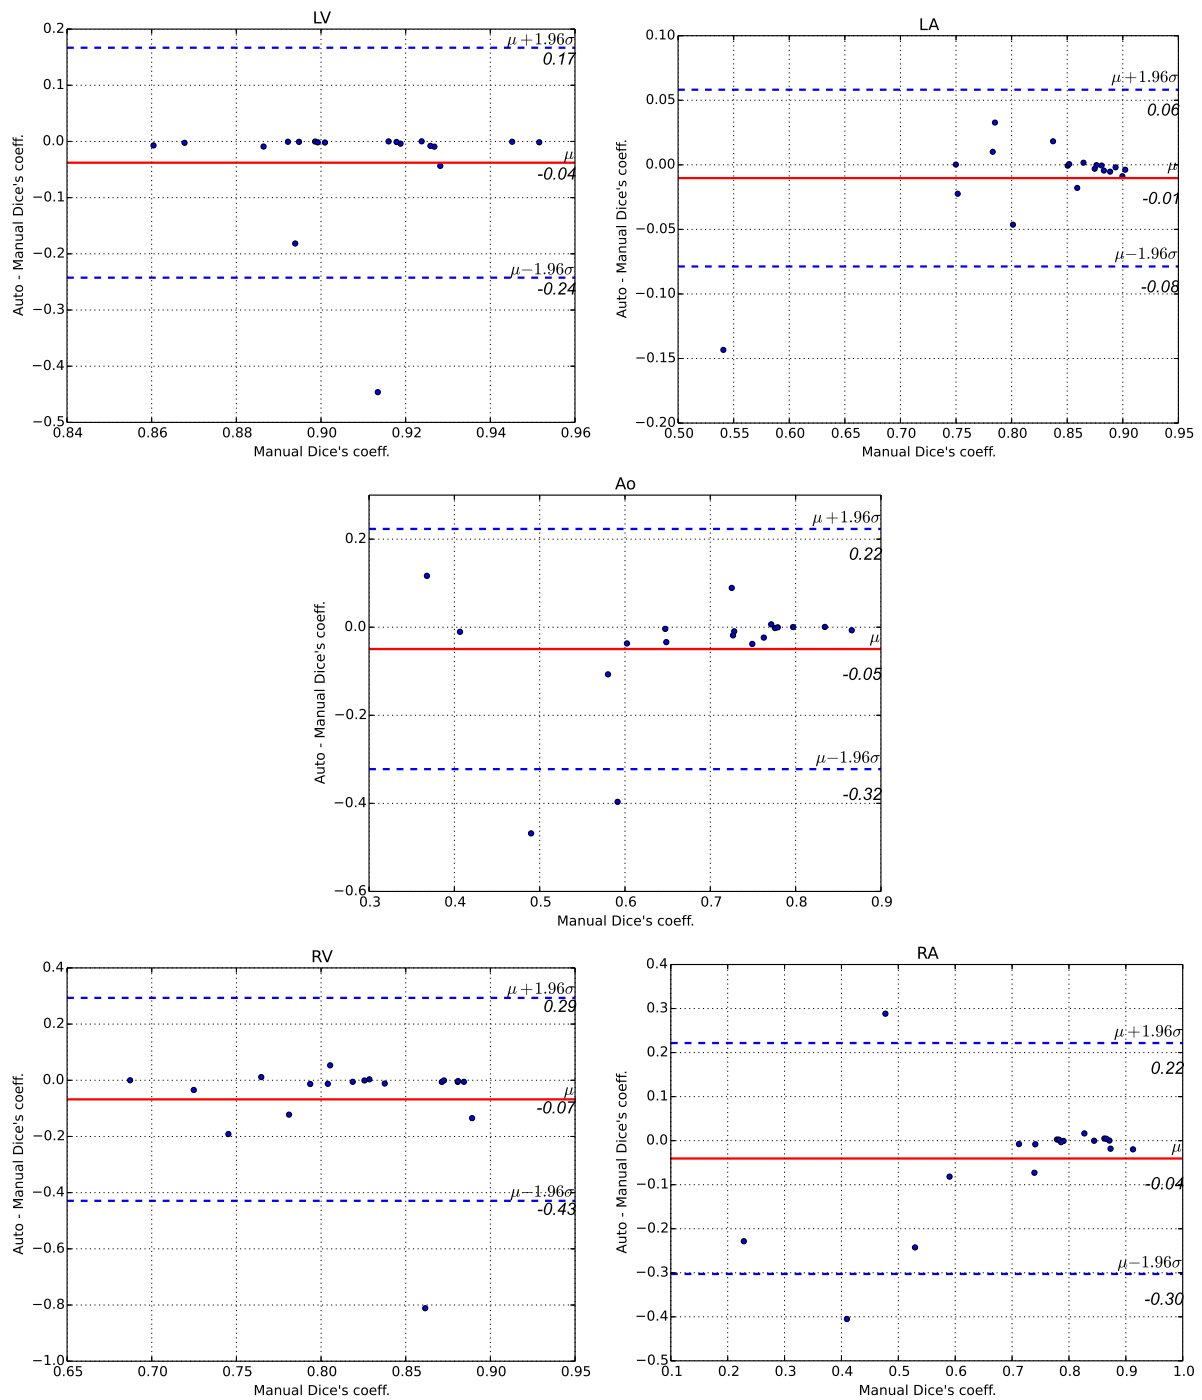 LV
0.2
0.1
0.0
−0.1
−0.2
−0.3
−0.4
−0.5
0.84 0.86 0.88 0.90 0.92 0.94 0.96
Manual Dice's coeff.
Auto - Manual Dice's coeff.
μ+1.96σ
0.17
μ
-0.04
μ−1.96σ
-0.24
LA
0.10
0.05
0.00
−0.05
−0.10
−0.15
−0.20
0.50 0.55 0.60 0.65 0.70 0.75 0.80 0.85 0.90 0.95
Manual Dice's coeff.
Auto - Manual Dice's coeff.
μ+1.96σ
0.06
μ
-0.01
μ−1.96σ
-0.08
Ao
0.2
0.0
−0.2
−0.4
−0.6
0.3 0.4 0.5 0.6 0.7 0.8 0.9
Manual Dice's coeff.
Auto - Manual Dice's coeff.
μ+1.96σ
0.22
μ
-0.05
μ−1.96σ
-0.32
RV
0.4
0.2
0.0
−0.2
−0.4
−0.6
−0.8
−1.0
0.65 0.70 0.75 0.80 0.85 0.90 0.95
Manual Dice's coeff.
Auto - Manual Dice's coeff.
μ+1.96σ
0.29
μ
-0.07
μ−1.96σ
-0.43
RA
0.4
0.3
0.2
0.1
0.0
−0.1
−0.2
−0.3
−0.4
−0.5
0.1 0.2 0.3 0.4 0.5 0.6 0.7 0.8 0.9 1.0
Manual Dice's coeff.
Auto - Manual Dice's coeff.
μ+1.96σ
0.22
μ
-0.04
μ−1.96σ
-0.30